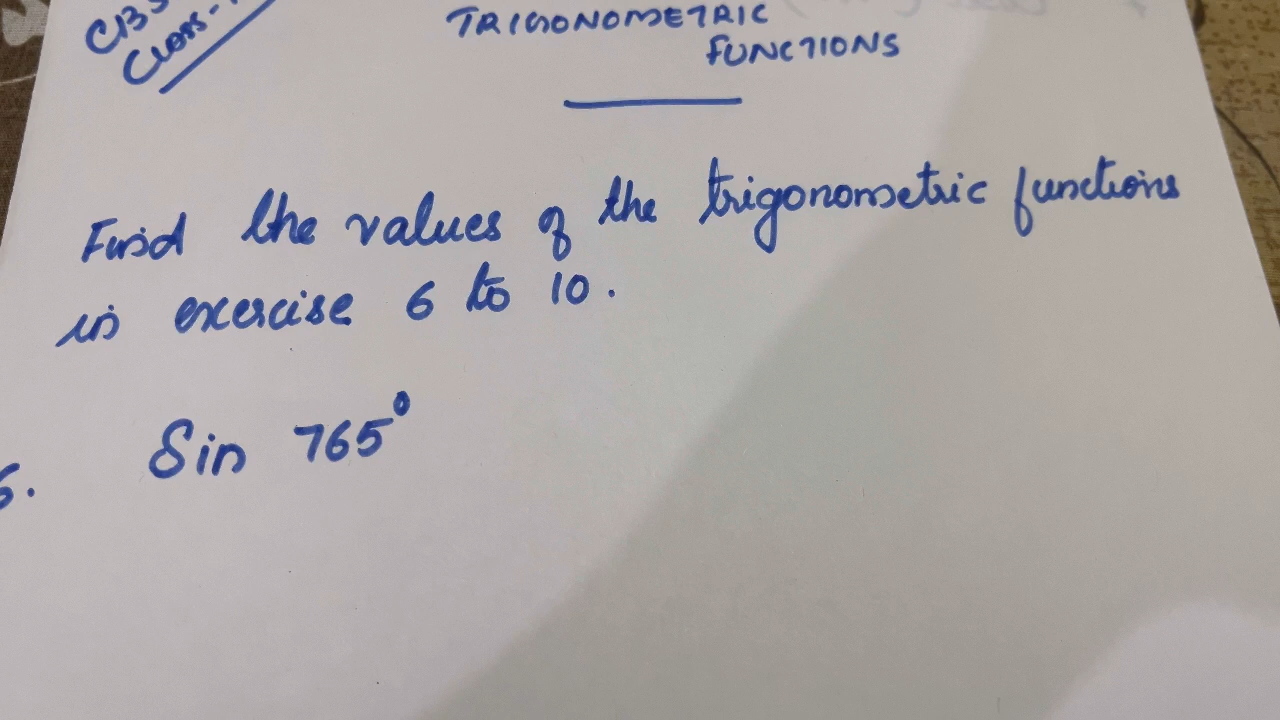 TRIGONOMETRIC
FUNCTIONS
Find the values of the trigonometric functions
in exercise 6 to 10.
Sin 765°